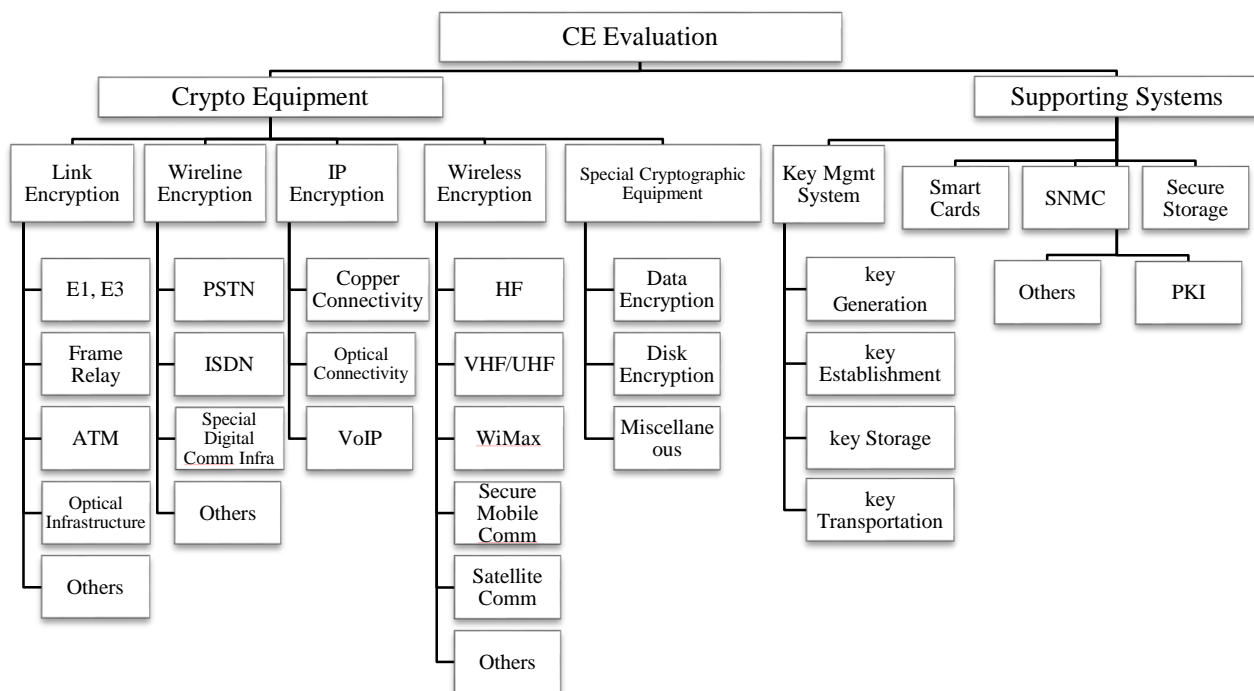 CE Evaluation
Crypto Equipment
Supporting Systems
Link
Encryption
Wireline
Encryption
IP
Encryption
Wireless
Encryption
Special Cryptographic
Equipment
Key Mgmt
System
Smart
Cards
SNMC
Secure
Storage
E1, E3
Frame
Relay
ATM
Optical
Infrastructure
Others
PSTN
ISDN
Special
Digital
Comm Infra
Others
Copper
Connectivity
Optical
Connectivity
VoIP
HF
VHF/UHF
WiMax
Secure
Mobile
Comm
Satellite
Comm
Others
Data
Encryption
Disk
Encryption
Miscellane
ous
key
Generation
key
Establishment
key Storage
key
Transportation
Others
PKI